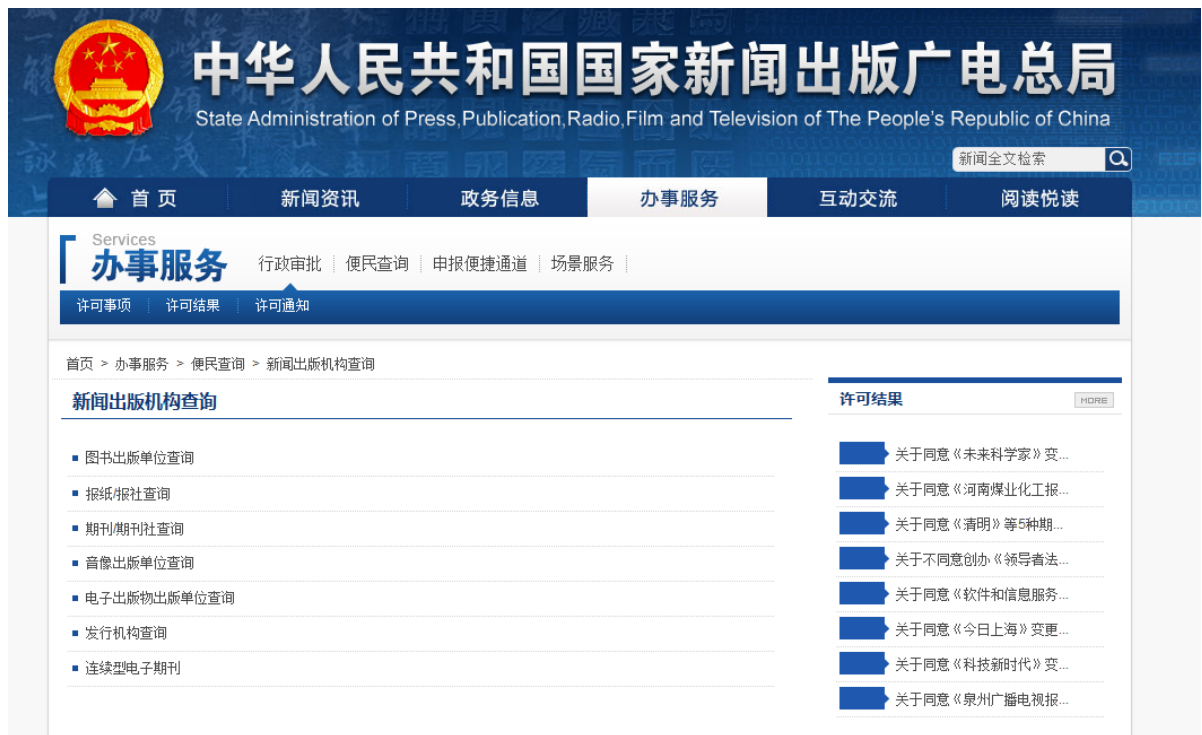 中华人民共和国国家新闻出版广电总局
State Administration of Press,Publication,Radio,Film and Television of The People's Republic of China
新闻全文检索
首页 新闻资讯 政务信息 办事服务 互动交流 阅读悦读
Services
办事服务 行政审批 便民查询 申报便捷通道 场景服务
许可事项 许可结果 许可通知
首页 > 办事服务 > 便民查询 > 新闻出版机构查询
新闻出版机构查询
图书出版单位查询
报纸/报社查询
期刊/期刊社查询
音像出版单位查询
电子出版物出版单位查询
发行机构查询
连续型电子期刊
许可结果 MORE
关于同意《未来科学家》变...
关于同意《河南煤业化工报...
关于同意《清明》等5种期...
关于不同意创办《领导者法...
关于同意《软件和信息服务...
关于同意《今日上海》变更...
关于同意《科技新时代》变...
关于同意《泉州广播电视报...